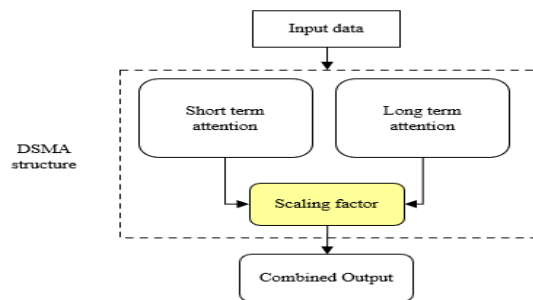 Input data
Short term
attention
Long term
attention
DSMA
structure
Scaling factor
Combined Output